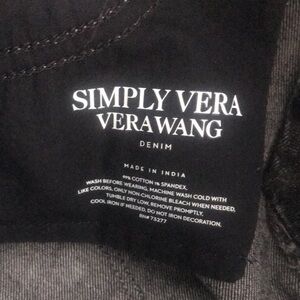 SIMPLY VERA
VERA WANG
DENIM
MADE IN INDIA
99% COTTON 1% SPANDEX.
WASH BEFORE WEARING, MACHINE WASH COLD WITH
LIKE COLORS, ONLY NON-CHLORINE BLEACH WHEN NEEDED,
TUMBLE DRY LOW, REMOVE PROMPTLY,
COOL IRON IF NEEDED, DO NOT IRON DECORATION.
RN# 73277